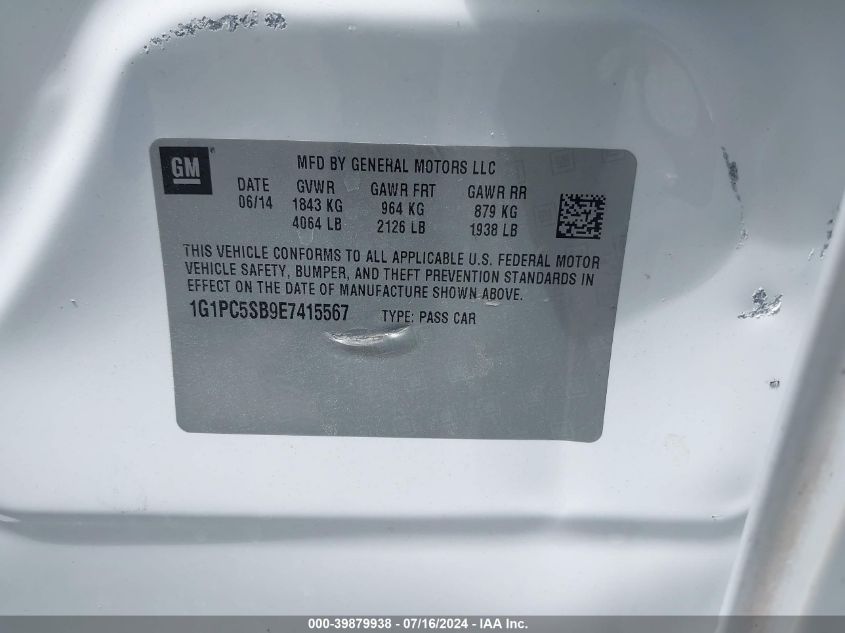 GM®
MFD BY GENERAL MOTORS LLC
DATE GVWR GAWR FRT GAWR RR
06/14 1843 KG 964 KG 879 KG
4064 LB 2126 LB 1938 LB
THIS VEHICLE CONFORMS TO ALL APPLICABLE U.S. FEDERAL MOTOR
VEHICLE SAFETY, BUMPER, AND THEFT PREVENTION STANDARDS IN
EFFECT ON THE DATE OF MANUFACTURE SHOWN ABOVE.
1G1PC5SB9E7415567 TYPE: PASS CAR
000-39879938 - 07/16/2024 - IAA Inc.